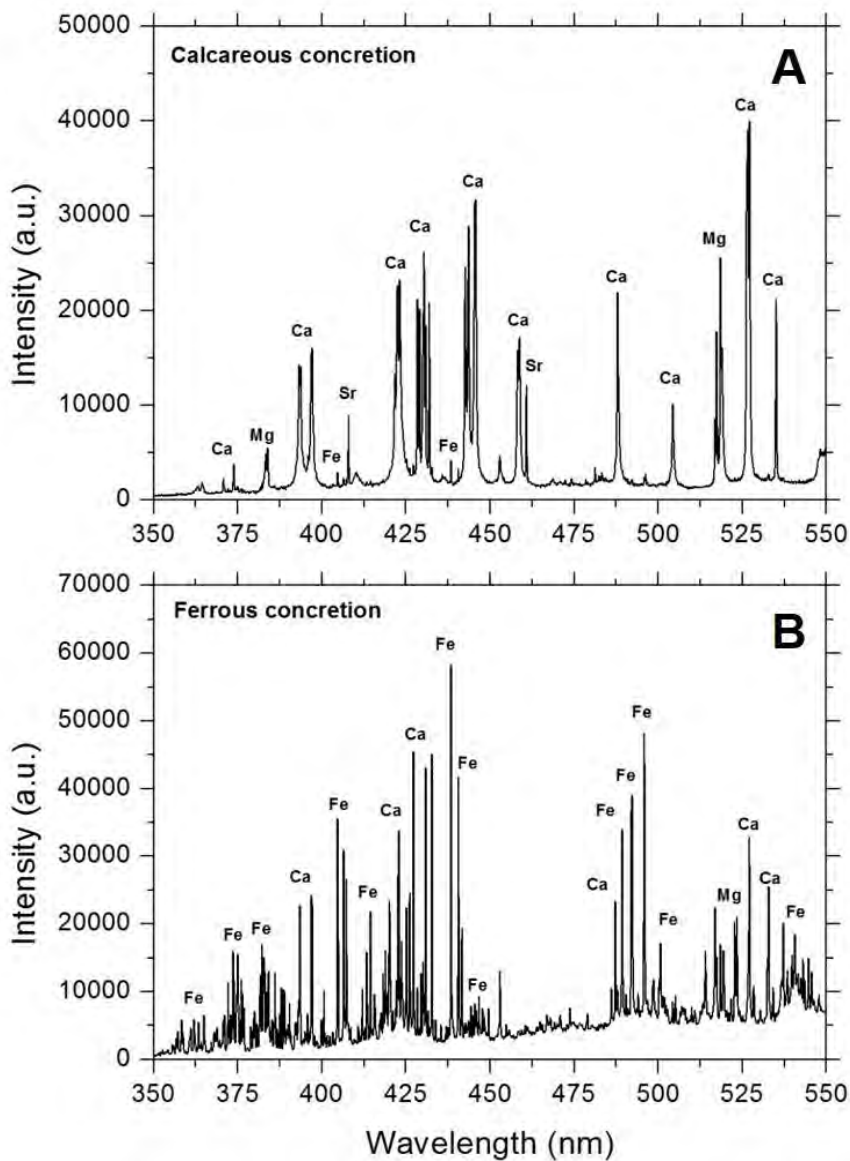 50000
Calcareous concretion
A
Ca
40000
Ca
30000
Ca
Mg
Intensity (a.u.)
Ca
Ca
Ca
20000
Ca
Ca
Sr
Ca
10000
Sr
Ca
Mg
Fe
Fe
0
350 375 400 425 450 475 500 525 550
70000
Ferrous concretion
B
60000
Fe
50000
Fe
Ca
Intensity (a.u.)
40000
Fe
Fe
Fe
Ca
Fe
Ca
30000
Ca
Ca
Fe
Ca
Mg
20000
Fe
Fe
Fe
Fe
10000
Fe
Fe
0
350 375 400 425 450 475 500 525 550
Wavelength (nm)